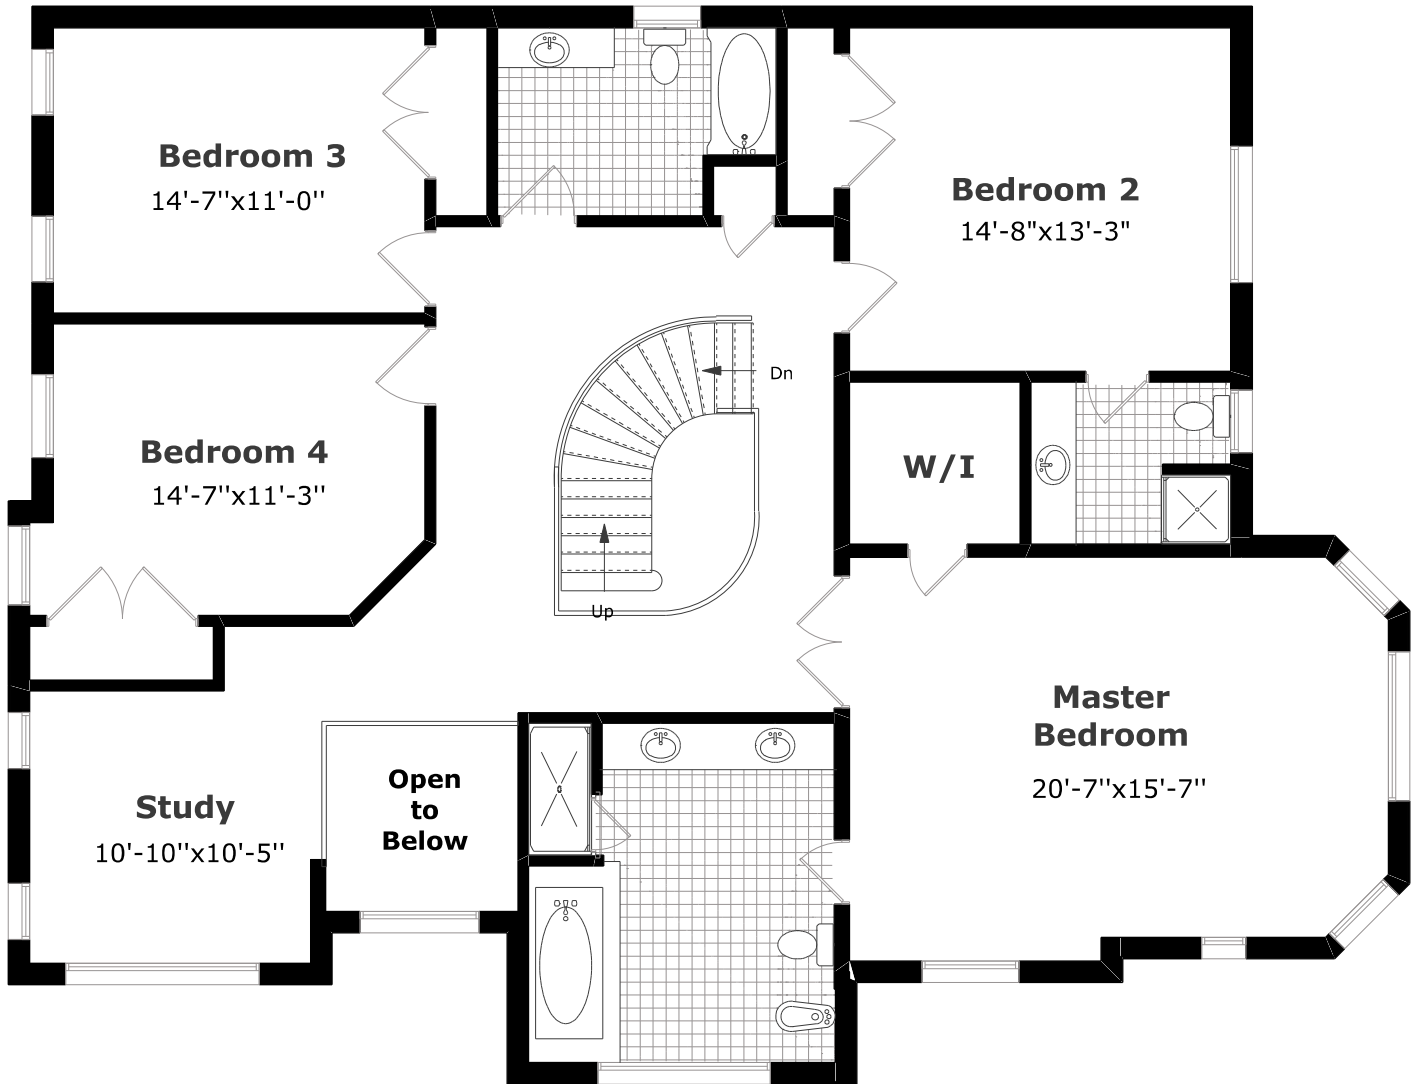 Bedroom 3
14'-7''x11'-0''
Bedroom 2
14'-8"x13'-3"
Dn
Bedroom 4
14'-7''x11'-3''
W/I
Up
Master
Bedroom
20'-7''x15'-7''
Study
10'-10''x10'-5''
Open
to
Below